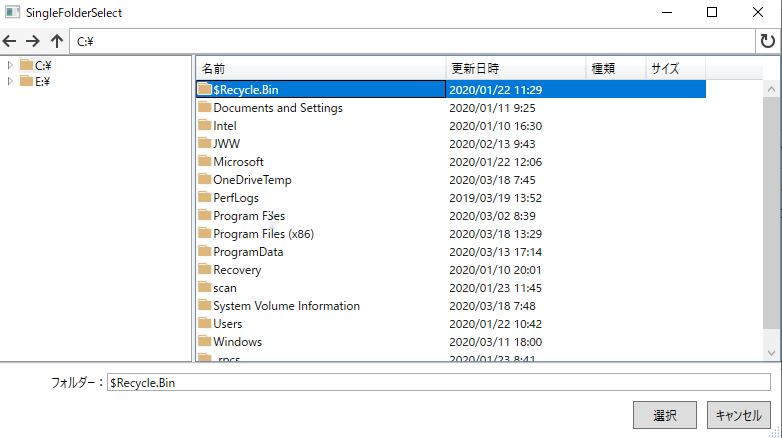 SingleFolderSelect
C:¥
C:¥
E:¥
名前 更新日時 種類 サイズ
$Recycle.Bin 2020/01/22 11:29
Documents and Settings 2020/01/11 9:25
Intel 2020/01/10 16:30
JWW 2020/02/13 9:43
Microsoft 2020/01/22 12:06
OneDriveTemp 2020/03/18 7:45
PerfLogs 2019/03/19 13:52
Program Files 2020/03/02 8:39
Program Files (x86) 2020/03/18 13:29
ProgramData 2020/03/13 17:14
Recovery 2020/01/10 20:01
scan 2020/01/23 11:45
System Volume Information 2020/03/18 7:48
Users 2020/01/22 10:42
Windows 2020/03/11 18:00
.rpcs 2020/01/23 8:41
フォルダー： $Recycle.Bin
選択 キャンセル